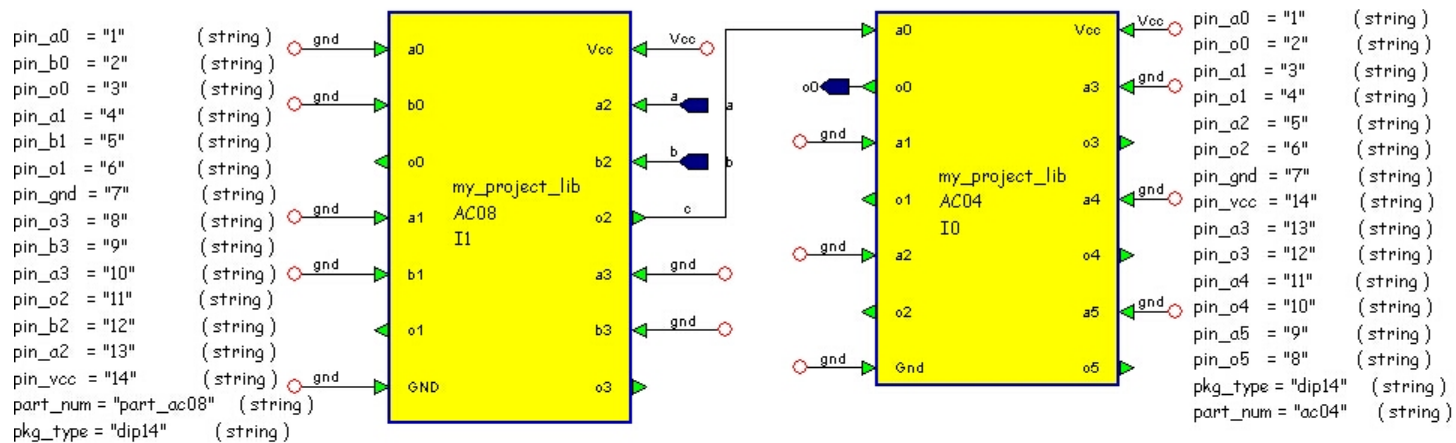 pin_a0 = "1" (string)
pin_b0 = "2" (string)
pin_o0 = "3" (string)
pin_a1 = "4" (string)
pin_b1 = "5" (string)
pin_o1 = "6" (string)
pin_gnd = "7" (string)
pin_o3 = "8" (string)
pin_b3 = "9" (string)
pin_a3 = "10" (string)
pin_o2 = "11" (string)
pin_b2 = "12" (string)
pin_a2 = "13" (string)
pin_vcc = "14" (string)
part_num = "part_ac08" (string)
pkg_type = "dip14" (string)
gnd a0 Vcc Vcc
gnd b0 a2 a a
o0 b2 b b
my_project_lib
AC08
I1
gnd a1 o2 c
gnd b1 a3 gnd
o1 b3 gnd
gnd GND o3
a0 Vcc Vcc
o0 o0 a3 gnd
gnd a1 o3
my_project_lib
AC04
I0
o1 a4 gnd
gnd a2 o4
o2 a5 gnd
gnd Gnd o5
pin_a0 = "1" (string)
pin_o0 = "2" (string)
pin_a1 = "3" (string)
pin_o1 = "4" (string)
pin_a2 = "5" (string)
pin_o2 = "6" (string)
pin_gnd = "7" (string)
pin_vcc = "14" (string)
pin_a3 = "13" (string)
pin_o3 = "12" (string)
pin_a4 = "11" (string)
pin_o4 = "10" (string)
pin_a5 = "9" (string)
pin_o5 = "8" (string)
pkg_type = "dip14" (string)
part_num = "ac04" (string)